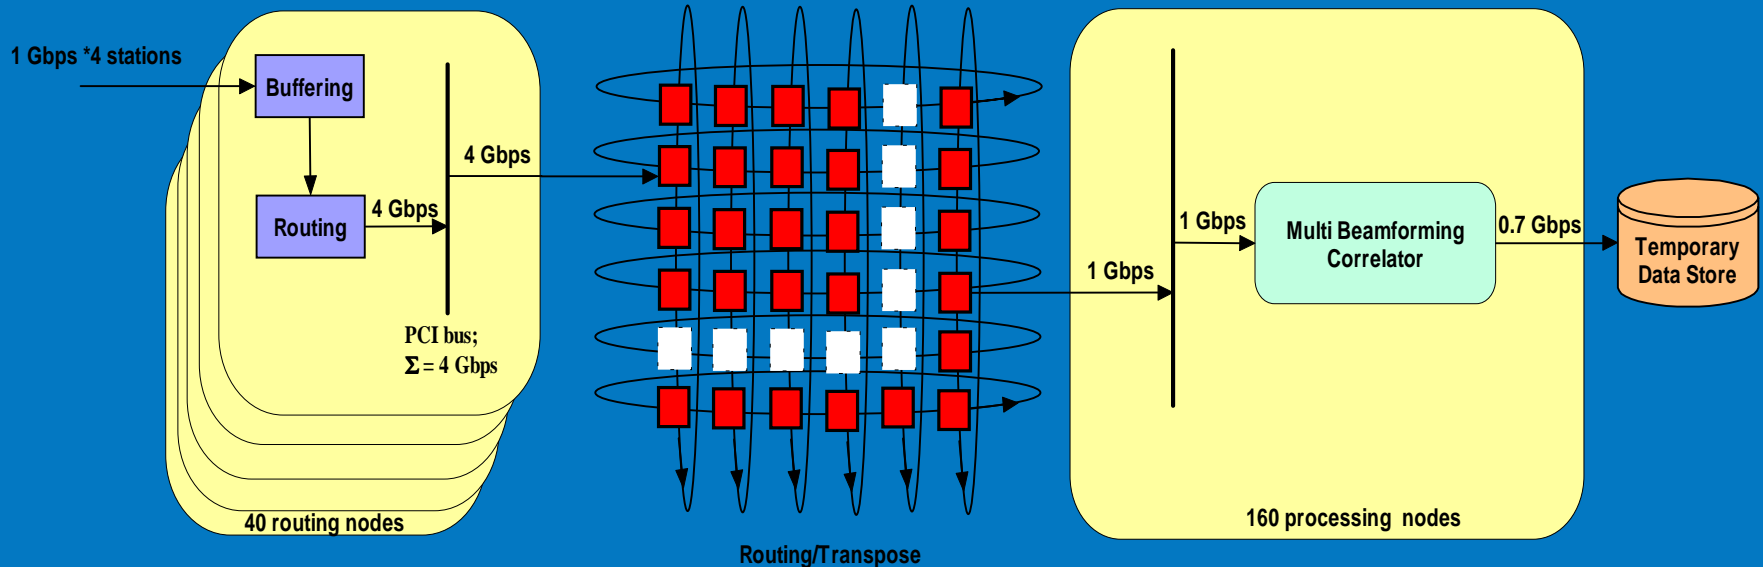 1 Gbps *4 stations
Buffering
Routing
4 Gbps
PCI bus;
Σ = 4 Gbps
40 routing nodes
4 Gbps
Routing/Transpose
1 Gbps
1 Gbps
Multi Beamforming
Correlator
0.7 Gbps
160 processing nodes
Temporary
Data Store